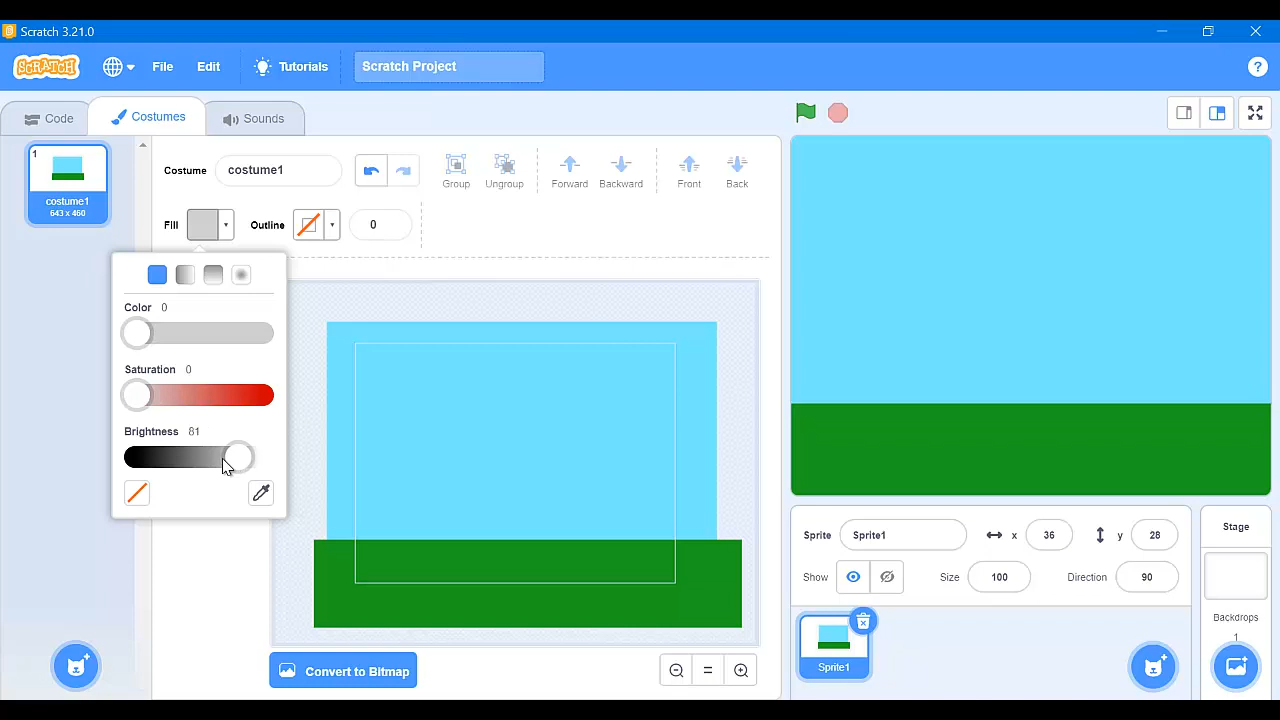 Scratch 3.21.0
SCRATCH
File
Edit
Tutorials
Scratch Project
?
Code
Costumes
Sounds
1
costume1
643 x 460
Costume
costume1
Group
Ungroup
Forward
Backward
Front
Back
Fill
Outline
0
Color 0
Saturation 0
Brightness 81
Convert to Bitmap
Sprite
Sprite1
x
36
y
28
Show
Size
100
Direction
90
Sprite1
Stage
Backdrops
1